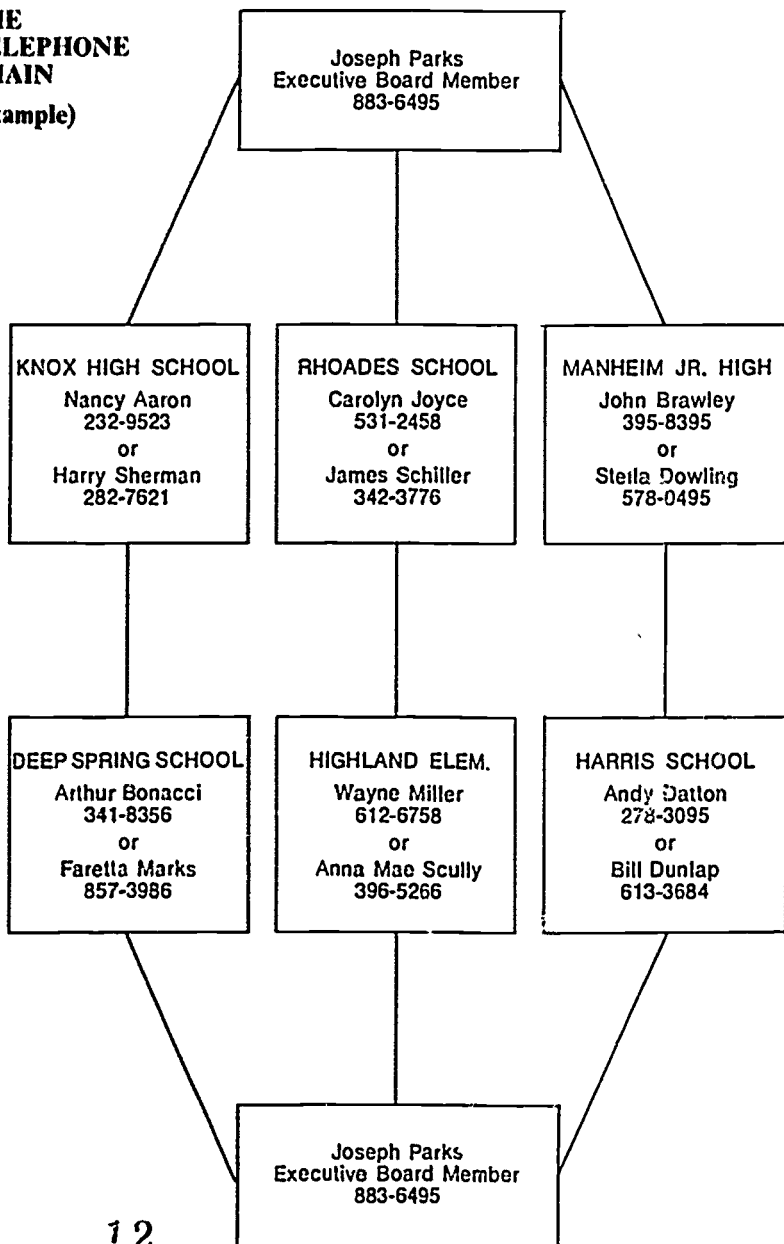 HE
ELEPHONE
HAIN
ample)
Joseph Parks
Executive Board Member
883-6495
KNOX HIGH SCHOOL
Nancy Aaron
232-9523
or
Harry Sherman
282-7621
RHOADES SCHOOL
Carolyn Joyce
531-2458
or
James Schiller
342-3776
MANHEIM JR. HIGH
John Brawley
395-8395
or
Stella Dowling
578-0495
DEEP SPRING SCHOOL
Arthur Bonacci
341-8356
or
Faretta Marks
857-3986
HIGHLAND ELEM.
Wayne Miller
612-6758
or
Anna Mae Scully
396-5266
HARRIS SCHOOL
Andy Datton
278-3095
or
Bill Dunlap
613-3684
Joseph Parks
Executive Board Member
883-6495
12